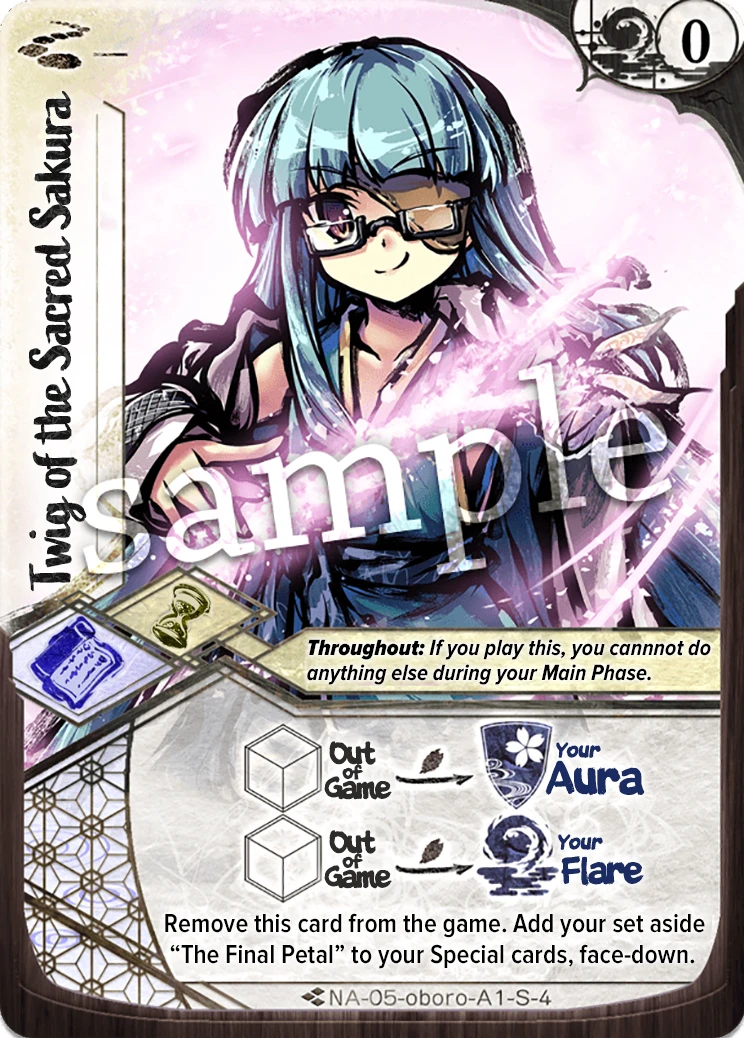 0
Twig of the Sacred Sakura
sample
Throughout: If you play this, you cannnot do
anything else during your Main Phase.
Out of Game Your Aura
Out of Game Your Flare
Remove this card from the game. Add your set aside
“The Final Petal” to your Special cards, face-down.
NA-05-oboro-A1-S-4